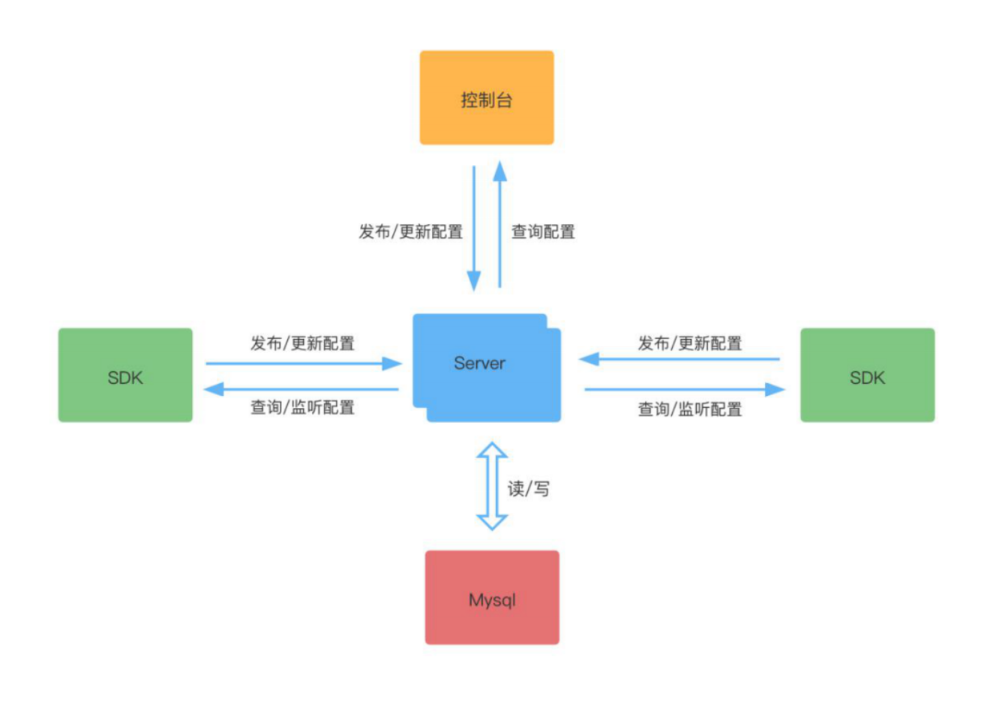 控制台
发布/更新配置
查询配置
发布/更新配置
Server
发布/更新配置
SDK
SDK
查询/监听配置
查询/监听配置
读/写
Mysql